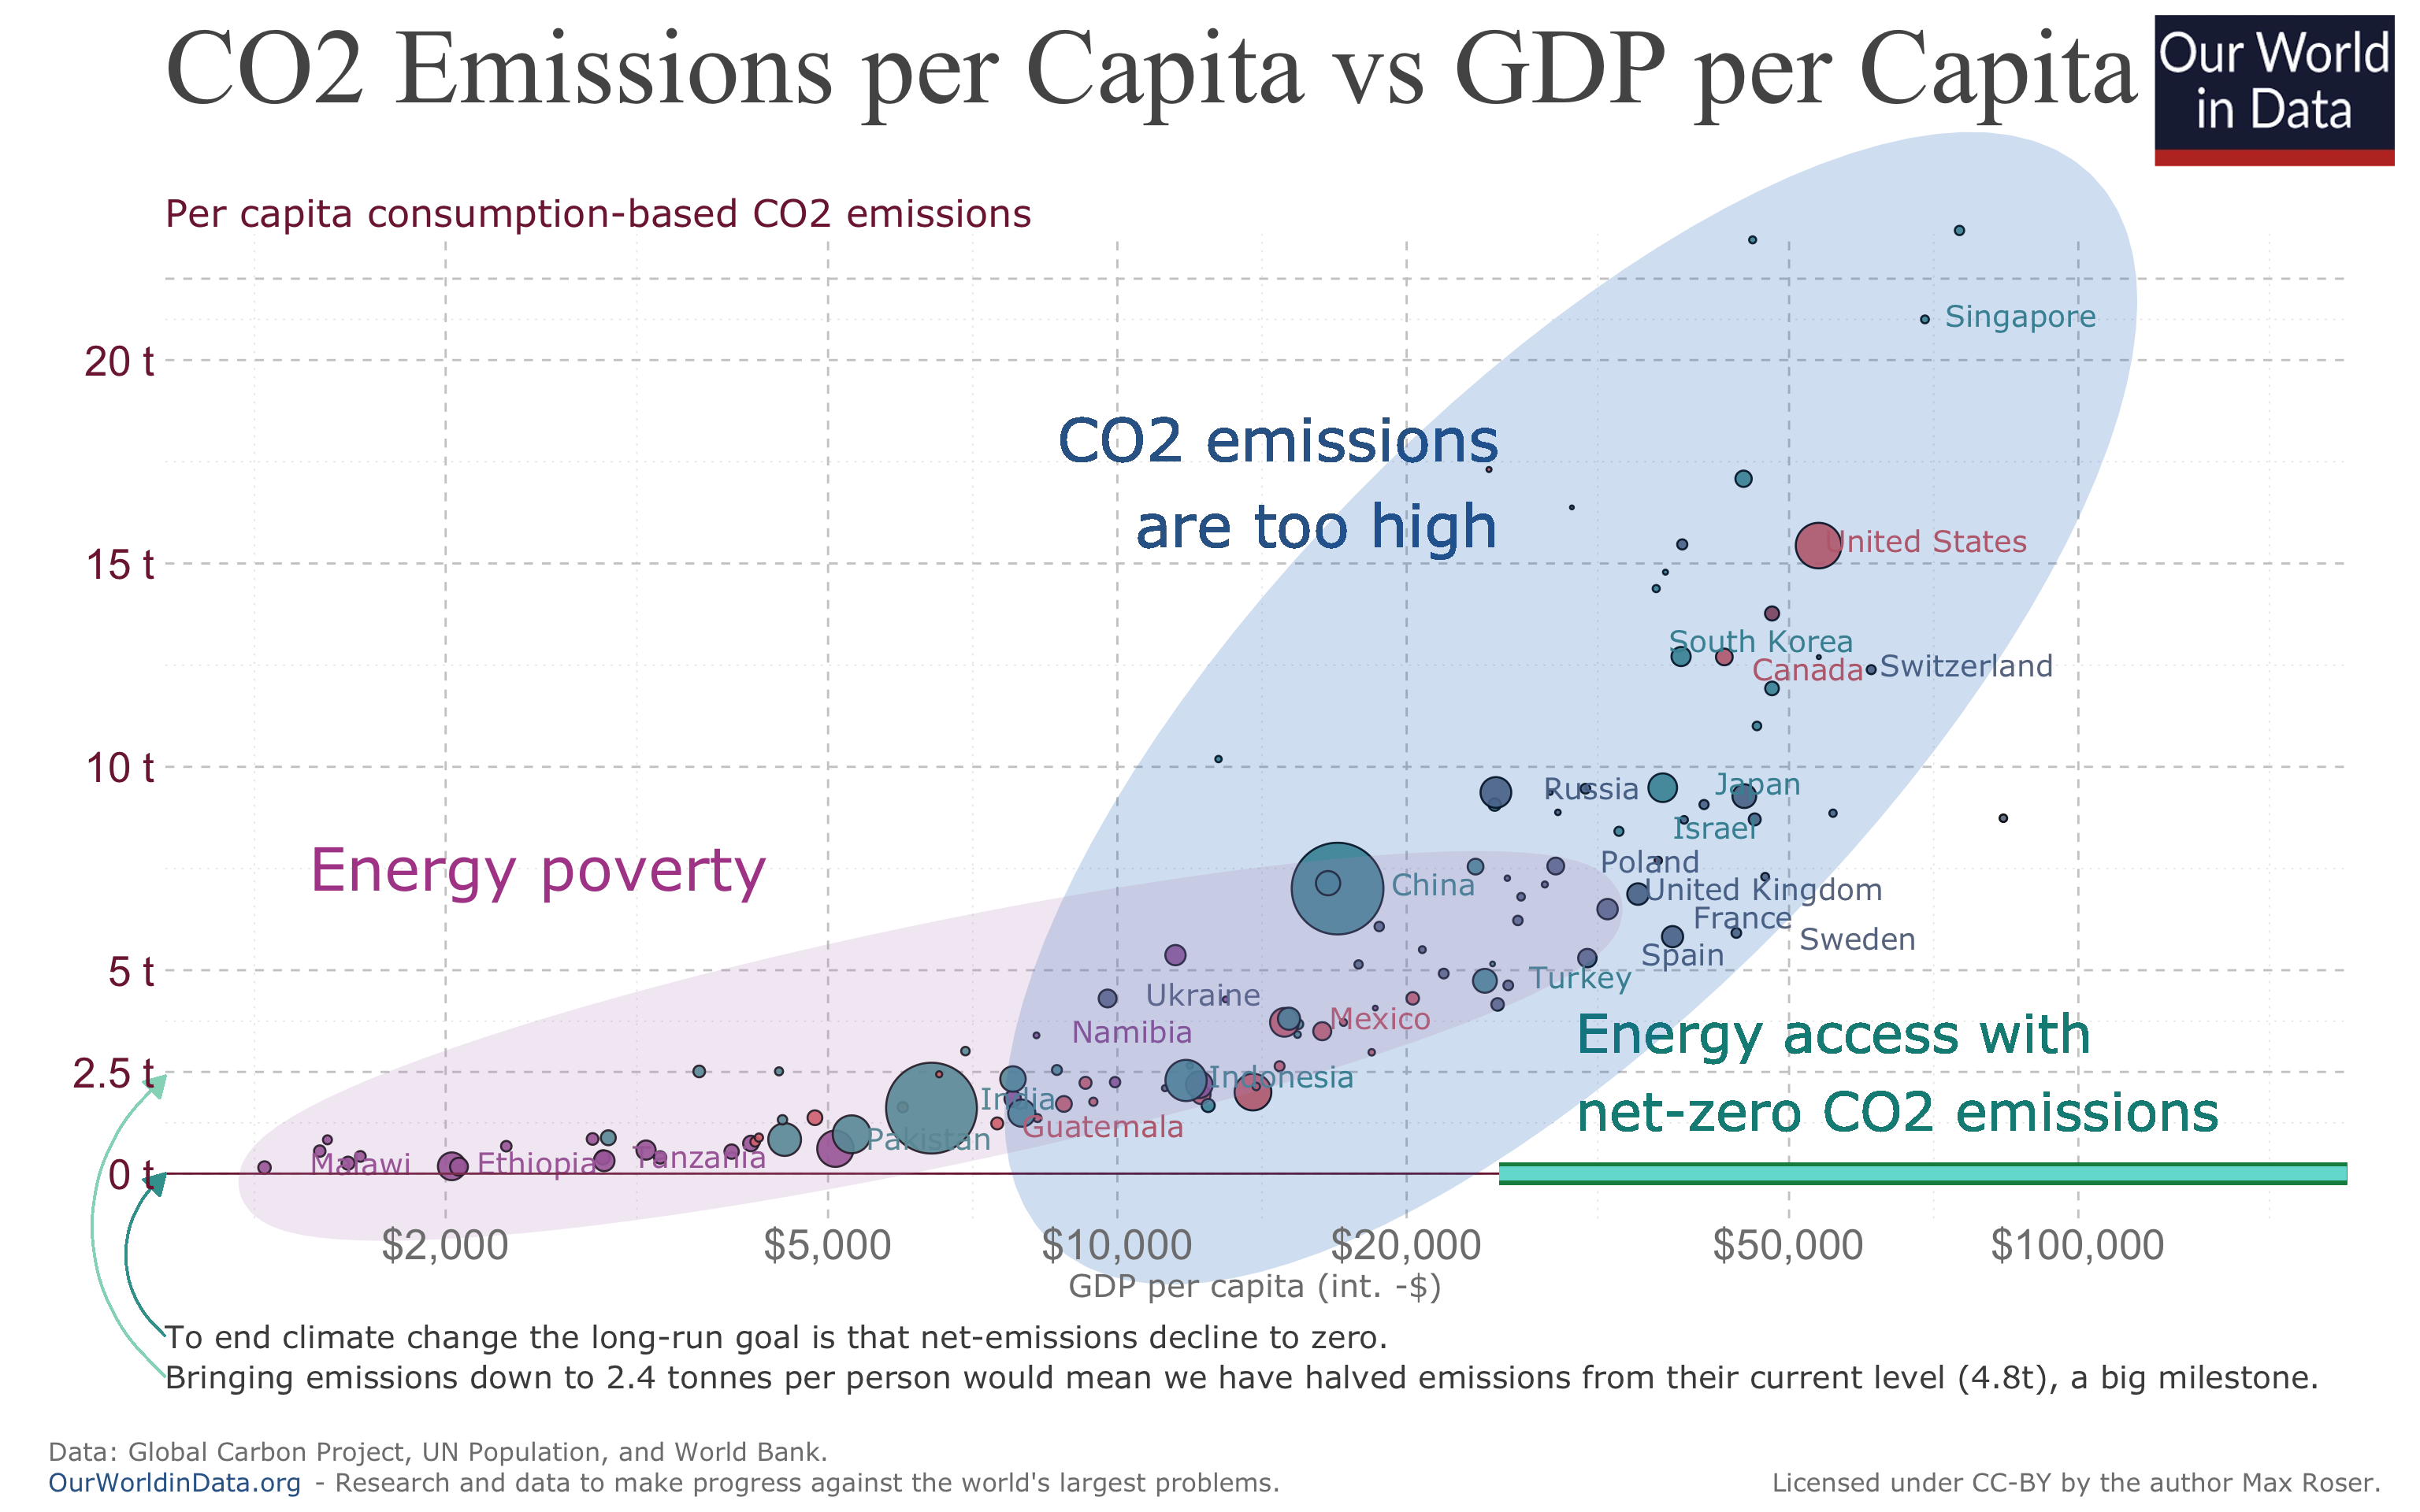 CO2 Emissions per Capita vs GDP per Capita
Our World
in Data
Per capita consumption-based CO2 emissions
Singapore
20 t
CO2 emissions
are too high
United States
15 t
South Korea
Canada
Switzerland
10 t
Russia
Japan
Israel
Energy poverty
Poland
China
United Kingdom
France
Sweden
Spain
5 t
Turkey
Ukraine
Mexico
Namibia
Energy access with
net-zero CO2 emissions
2.5 t
Indonesia
India
Guatemala
Pakistan
Malawi
Ethiopia
Tanzania
0 t
$2,000
$5,000
$10,000
$20,000
$50,000
$100,000
GDP per capita (int. -$)
To end climate change the long-run goal is that net-emissions decline to zero.
Bringing emissions down to 2.4 tonnes per person would mean we have halved emissions from their current level (4.8t), a big milestone.
Data: Global Carbon Project, UN Population, and World Bank.
OurWorldinData.org - Research and data to make progress against the world's largest problems.
Licensed under CC-BY by the author Max Roser.